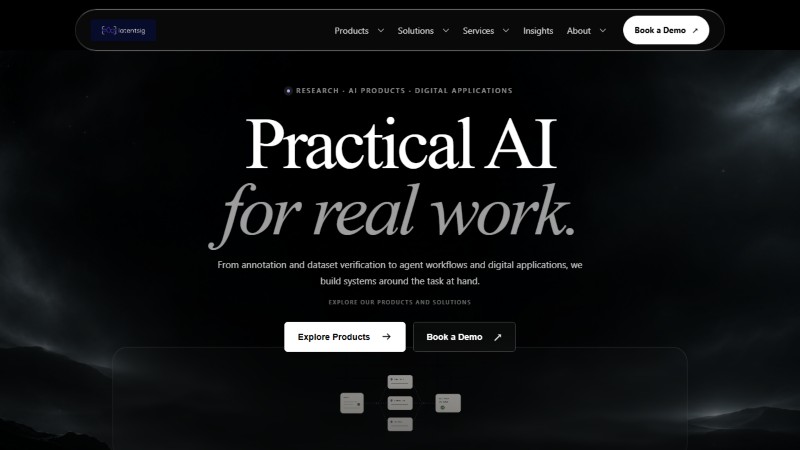 latentsig
Products Solutions Services Insights About Book a Demo
RESEARCH · AI PRODUCTS · DIGITAL APPLICATIONS
Practical AI
for real work.
From annotation and dataset verification to agent workflows and digital applications, we
build systems around the task at hand.
EXPLORE OUR PRODUCTS AND SOLUTIONS
Explore Products Book a Demo